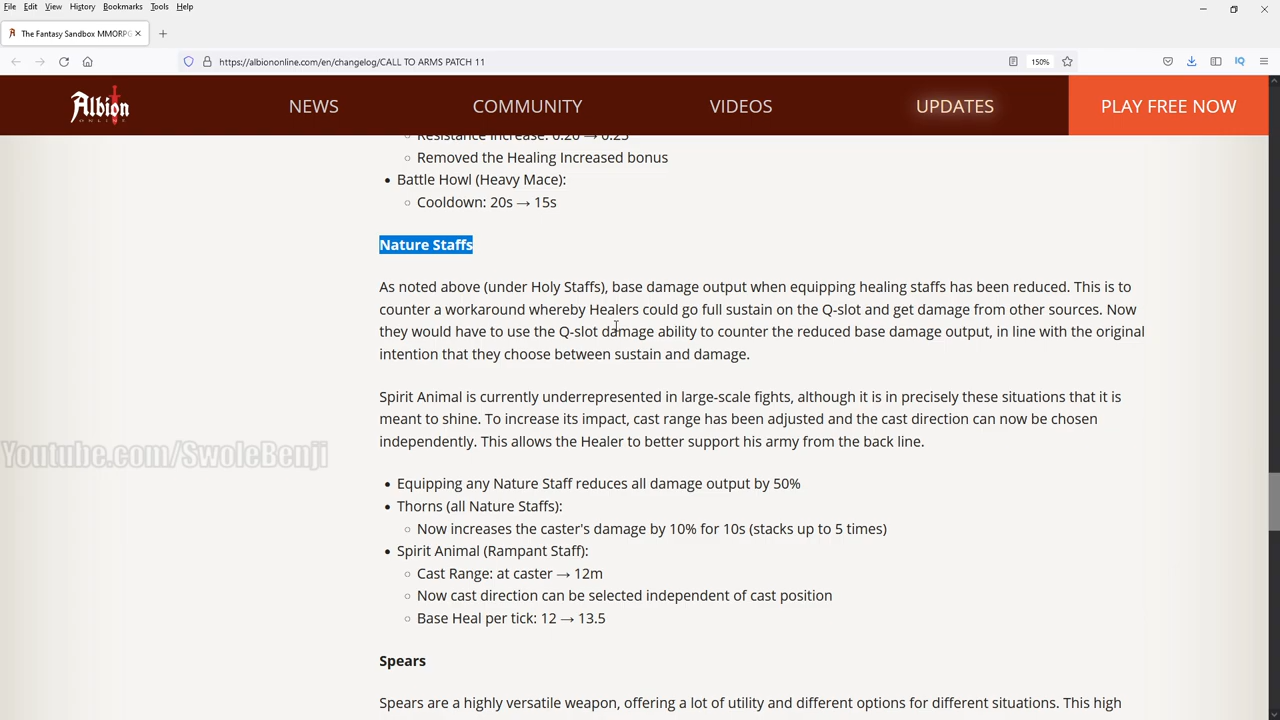 File Edit View History Bookmarks Tools Help
The Fantasy Sandbox MMORPG
https://albiononline.com/en/changelog/CALL TO ARMS PATCH 11
150%
Albion
ONLINE
NEWS
COMMUNITY
VIDEOS
UPDATES
PLAY FREE NOW
Resistance Increase: 0.20 → 0.25
Removed the Healing Increased bonus
Battle Howl (Heavy Mace):
Cooldown: 20s → 15s
Nature Staffs
As noted above (under Holy Staffs), base damage output when equipping healing staffs has been reduced. This is to
counter a workaround whereby Healers could go full sustain on the Q-slot and get damage from other sources. Now
they would have to use the Q-slot damage ability to counter the reduced base damage output, in line with the original
intention that they choose between sustain and damage.
Spirit Animal is currently underrepresented in large-scale fights, although it is in precisely these situations that it is
meant to shine. To increase its impact, cast range has been adjusted and the cast direction can now be chosen
independently. This allows the Healer to better support his army from the back line.
Youtube.com/SwoleBenji
Equipping any Nature Staff reduces all damage output by 50%
Thorns (all Nature Staffs):
Now increases the caster's damage by 10% for 10s (stacks up to 5 times)
Spirit Animal (Rampant Staff):
Cast Range: at caster → 12m
Now cast direction can be selected independent of cast position
Base Heal per tick: 12 → 13.5
Spears
Spears are a highly versatile weapon, offering a lot of utility and different options for different situations. This high